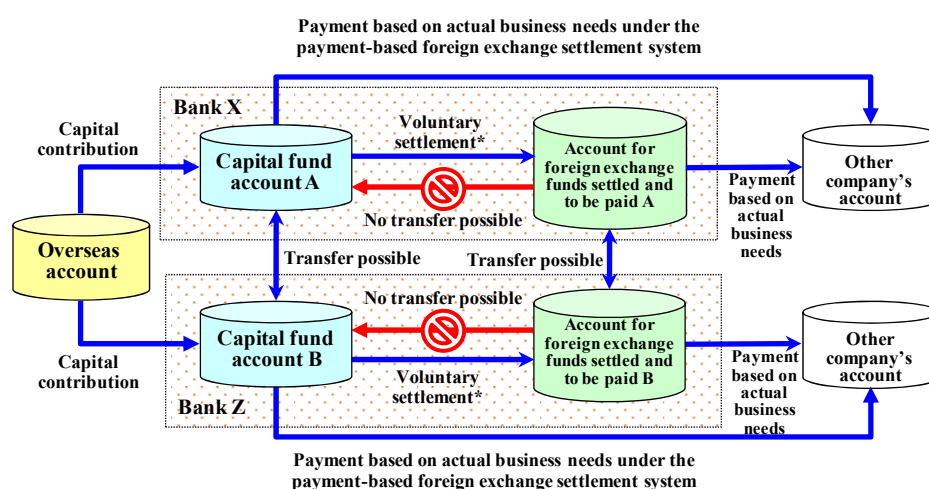 Payment based on actual business needs under the
payment-based foreign exchange settlement system
Bank X
Capital
contribution
Capital fund
account A
Voluntary
settlement*
No transfer possible
Account for
foreign exchange
funds settled and
to be paid A
Payment
based on
actual
business
needs
Other
company's
account
Overseas
account
Transfer possible
Transfer possible
Capital
contribution
Capital fund
account B
No transfer possible
Voluntary
settlement*
Account for
foreign exchange
funds settled and
to be paid B
Payment
based on
actual
business
needs
Other
company's
account
Bank Z
Payment based on actual business needs under the
payment-based foreign exchange settlement system